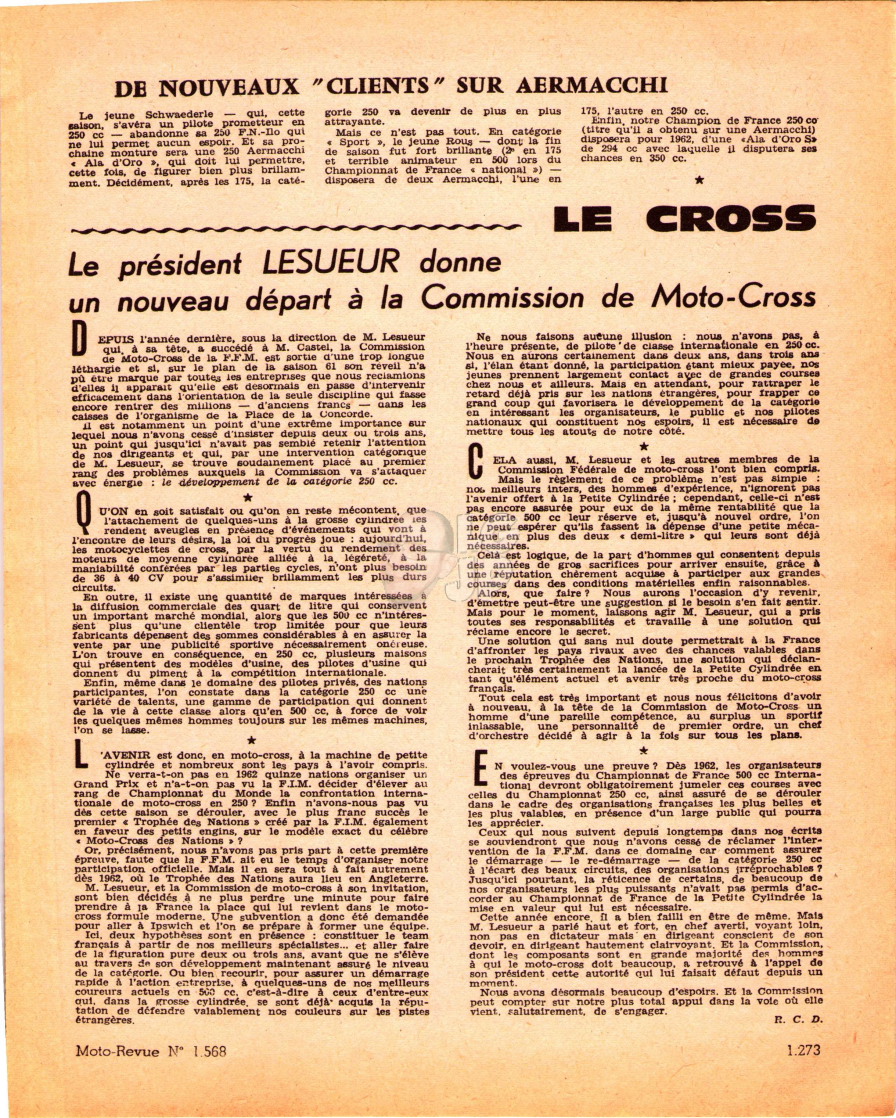 DE NOUVEAUX "CLIENTS" SUR AERMACCHI
Le jeune Schwaederle — qui, cette
saison, s'avéra un pilote prometteur en
250 cc — abandonne sa 250 F.N.-Ilo qui
ne lui permet aucun espoir. Et sa pro-
chaine monture sera une 250 Aermacchi
« Ala d'Oro », qui doit lui permettre,
cette fois, de figurer bien plus brillam-
ment. Décidément, après les 175, la caté-
gorie 250 va devenir de plus en plus
attrayante.
Mais ce n'est pas tout. En catégorie
« Sport », le jeune Rous — dont la fin
de saison fut fort brillante (2e en 175
et terrible animateur en 500 lors du
Championnat de France « national ») —
disposera de deux Aermacchi, l'une en
175, l'autre en 250 cc.
Enfin, notre Champion de France 250 cc
(titre qu'il a obtenu sur une Aermacchi)
disposera pour 1962, d'une «Ala d'Oro S»
de 294 cc avec laquelle il disputera ses
chances en 350 cc.
★
LE CROSS
Le président LESUEUR donne
un nouveau départ à la Commission de Moto-Cross
DEPUIS l'année dernière, sous la direction de M. Lesueur
qui, à sa tête, a succédé à M. Castel, la Commission
de Moto-Cross de la F.F.M. est sortie d'une trop longue
léthargie et si, sur le plan de la saison 61 son reveil n'a
pû être marque par toutes les entreprises que nous reclamions
d'elles il apparait qu'elle est desormais en passe d'intervenir
efficacement dans l'orientation de la seule discipline qui fasse
encore rentrer des millions — d'anciens francs — dans les
caisses de l'organisme de la Place de la Concorde.
Il est notamment un point d'une extrême importance sur
lequel nous n'avons cessé d'insister depuis deux ou trois ans,
un point qui jusqu'ici n'avait pas semblé retenir l'attention
de nos dirigeants et qui, par une intervention catégorique
de M. Lesueur, se trouve soudainement placé au premier
rang des problèmes auxquels la Commission va s'attaquer
avec énergie : le développement de la catégorie 250 cc.
★
QU'ON en soit satisfait ou qu'on en reste mécontent, que
l'attachement de quelques-uns à la grosse cylindrée les
rendent aveugles en présence d'événements qui vont à
l'encontre de leurs désirs, la loi du progrès joue : aujourd'hui,
les motocyclettes de cross, par la vertu du rendement des
moteurs de moyenne cylindrée alliée à la légéreté, à la
maniabilité conférées par les parties cycles, n'ont plus besoin
de 36 à 40 CV pour s'assimiler brillamment les plus durs
circuits.
En outre, il existe une quantité de marques intéressées à
la diffusion commerciale des quart de litre qui conservent
un important marché mondial, alors que les 500 cc n'intéres-
sent plus qu'une clientèle trop limitée pour que leurs
fabricants dépensent des sommes considérables à en assurer la
vente par une publicité sportive nécessairement onéreuse.
L'on trouve en conséquence, en 250 cc, plusieurs maisons
qui présentent des modèles d'usine, des pilotes d'usine qui
donnent du piment à la compétition internationale.
Enfin, même dans le domaine des pilotes privés, des nations
participantes, l'on constate dans la catégorie 250 cc une
variété de talents, une gamme de participation qui donnent
de la vie à cette classe alors qu'en 500 cc, à force de voir
les quelques mêmes hommes toujours sur les mêmes machines,
l'on se lasse.
★
L'AVENIR est donc, en moto-cross, à la machine de petite
cylindrée et nombreux sont les pays à l'avoir compris.
Ne verra-t-on pas en 1962 quinze nations organiser un
Grand Prix et n'a-t-on pas vu la F.I.M. décider d'élever au
rang de Championnat du Monde la confrontation interna-
tionale de moto-cross en 250 ? Enfin n'avons-nous pas vu
dès cette saison se dérouler, avec le plus franc succès le
premier « Trophée des Nations » créé par la F.I.M. également
en faveur des petits engins, sur le modèle exact du célèbre
« Moto-Cross des Nations » ?
Or, précisément, nous n'avons pas pris part à cette première
épreuve, faute que la F.F.M. ait eu le temps d'organiser notre
participation officielle. Mais il en sera tout à fait autrement
dès 1962, où le Trophée des Nations aura lieu en Angleterre.
M. Lesueur, et la Commission de moto-cross à son invitation,
sont bien décidés à ne plus perdre une minute pour faire
prendre à la France la place qui lui revient dans le moto-
cross formule moderne. Une subvention a donc été demandée
pour aller à Ipswich et l'on se prépare à former une équipe.
Ici, deux hypothèses sont en présence : constituer le team
français à partir de nos meilleurs spécialistes... et aller faire
de la figuration pure deux ou trois ans, avant que ne s'élève
au travers de son développement maintenant assuré le niveau
de la catégorie. Ou bien recourir, pour assurer un démarrage
rapide à l'action entreprise, à quelques-uns de nos meilleurs
coureurs actuels en 500 cc. c'est-à-dire à ceux d'entre-eux
qui, dans la grosse cylindrée, se sont déjà acquis la répu-
tation de défendre valablement nos couleurs sur les pistes
étrangères.
Ne nous faisons autune illusion : nous n'avons pas, à
l'heure présente, de pilote de classe internationale en 250 cc.
Nous en aurons certainement dans deux ans, dans trois ans
si, l'élan étant donné, la participation étant mieux payée, nos
jeunes prennent largement contact avec de grandes courses
chez nous et ailleurs. Mais en attendant, pour rattraper le
retard déjà pris sur les nations étrangères, pour frapper ce
grand coup qui favorisera le développement de la catégorie
en intéressant les organisateurs, le public et nos pilotes
nationaux qui constituent nos espoirs, il est nécessaire de
mettre tous les atouts de notre côté.
★
CELA aussi, M. Lesueur et les autres membres de la
Commission Fédérale de moto-cross l'ont bien compris.
Mais le règlement de ce problème n'est pas simple :
nos meilleurs inters, des hommes d'expérience, n'ignorent pas
l'avenir offert à la Petite Cylindrée ; cependant, celle-ci n'est
pas encore assurée pour eux de la même rentabilité que la
catégorie 500 cc leur réserve et, jusqu'à nouvel ordre, l'on
ne peut espérer qu'ils fassent la dépense d'une petite méca-
nique en plus des deux « demi-litre » qui leurs sont déjà
nécessaires.
Cela est logique, de la part d'hommes qui consentent depuis
des années de gros sacrifices pour arriver ensuite, grâce à
une réputation chèrement acquise à participer aux grandes
courses dans des conditions matérielles enfin raisonnables.
Alors, que faire ? Nous aurons l'occasion d'y revenir,
d'émettre peut-être une suggestion si le besoin s'en fait sentir.
Mais pour le moment, laissons agir M. Lesueur, qui a pris
toutes ses responsabilités et travaille à une solution qui
réclame encore le secret.
Une solution qui sans nul doute permettrait à la France
d'affronter les pays rivaux avec des chances valables dans
le prochain Trophée des Nations, une solution qui déclan-
cherait très certainement la lancée de la Petite Cylindrée en
tant qu'élément actuel et avenir très proche du moto-cross
français.
Tout cela est très important et nous nous félicitons d'avoir
à nouveau, à la tête de la Commission de Moto-Cross un
homme d'une pareille compétence, au surplus un sportif
inlassable, une personnalité de premier ordre, un chef
d'orchestre décidé à agir à la fois sur tous les plans.
★
EN voulez-vous une preuve ? Dès 1962, les organisateurs
des épreuves du Championnat de France 500 cc Interna-
tional devront obligatoirement jumeler ces courses avec
celles du Championnat 250 cc, ainsi assuré de se dérouler
dans le cadre des organisations françaises les plus belles et
les plus valables, en présence d'un large public qui pourra
les apprécier.
Ceux qui nous suivent depuis longtemps dans nos écrits
se souviendront que nous n'avons cessé de réclamer l'inter-
vention de la F.F.M. dans ce domaine car comment assurer
le démarrage — le re-démarrage — de la catégorie 250 cc
à l'écart des beaux circuits, des organisations irréprochables ?
Jusqu'ici pourtant, la réticence de certains, de beaucoup de
nos organisateurs les plus puissants n'avait pas permis d'ac-
corder au Championnat de France de la Petite Cylindrée la
mise en valeur qui lui est nécessaire.
Cette année encore, il a bien failli en être de même. Mais
M. Lesueur a parlé haut et fort, en chef averti, voyant loin,
non pas en dictateur mais en dirigeant conscient de son
devoir, en dirigeant hautement clairvoyant. Et la Commission,
dont les composants sont en grande majorité des hommes
à qui le moto-cross doit beaucoup, a retrouvé à l'appel de
son président cette autorité qui lui faisait défaut depuis un
moment.
Nous avons désormais beaucoup d'espoirs. Et la Commission
peut compter sur notre plus total appui dans la voie où elle
vient, salutairement, de s'engager.
R. C. D.
Moto-Revue N° 1.568
1.273